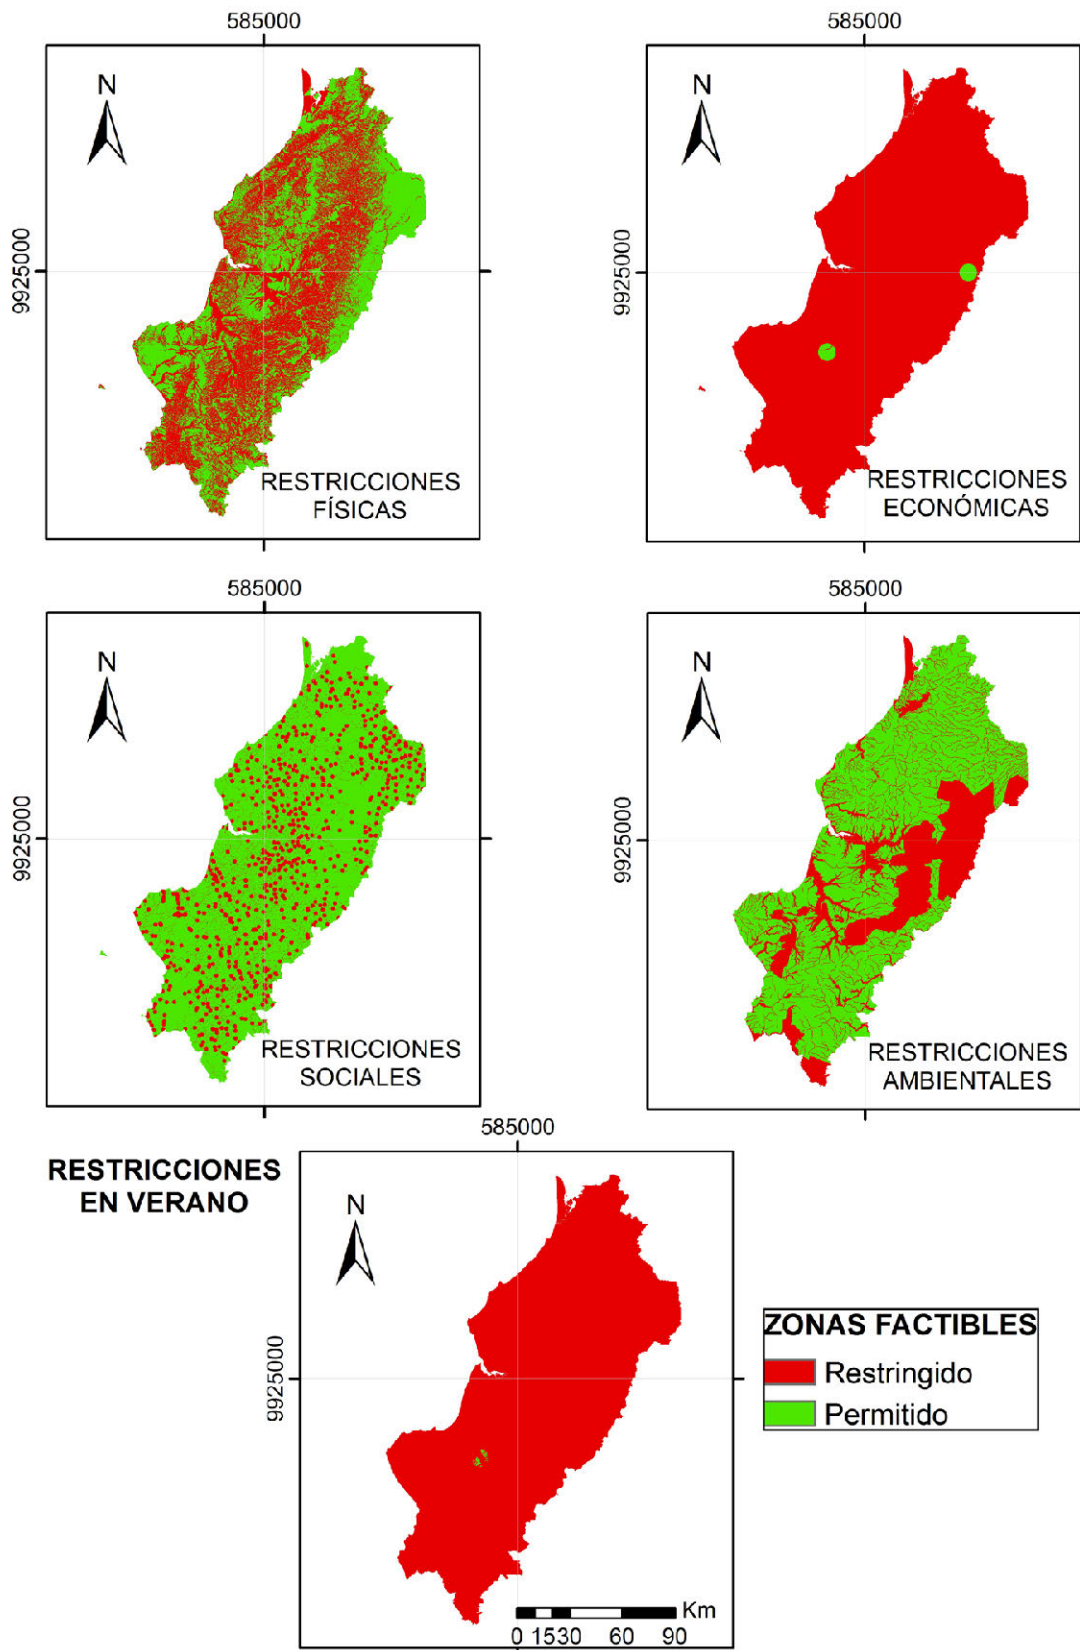 585000
N
9925000
RESTRICCIONES
FÍSICAS
585000
N
9925000
RESTRICCIONES
ECONÓMICAS
585000
N
9925000
RESTRICCIONES
SOCIALES
585000
N
9925000
RESTRICCIONES
AMBIENTALES
RESTRICCIONES
EN VERANO
585000
N
9925000
Km
0 1530 60 90
ZONAS FACTIBLES
Restringido
Permitido